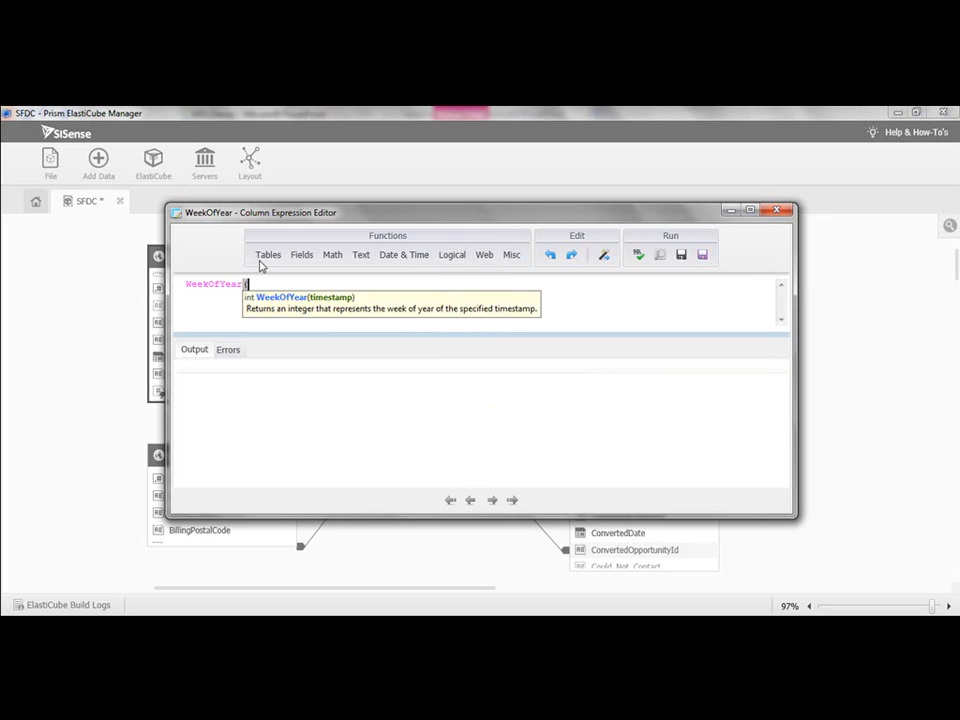 SFDC - Prism ElastiCube Manager
SiSense
Help & How-To's
File
Add Data
ElastiCube
Servers
Layout
SFDC *
WeekOfYear - Column Expression Editor
Functions
Edit
Run
Tables
Fields
Math
Text
Date & Time
Logical
Web
Misc
WeekOfYear(
int WeekOfYear(timestamp)
Returns an integer that represents the week of year of the specified timestamp.
Output
Errors
BillingPostalCode
ConvertedDate
ConvertedOpportunityId
Could_Not_Contact
ElastiCube Build Logs
97%